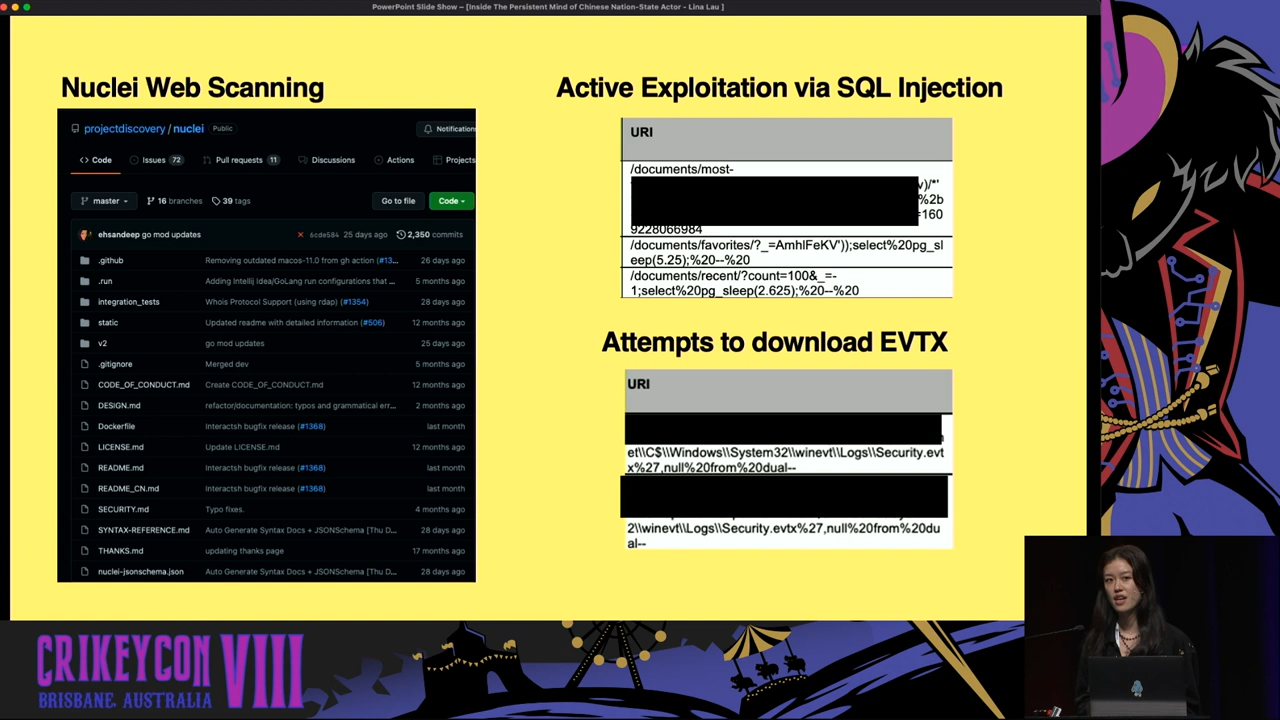 PowerPoint Slide Show – [Inside The Persistent Mind of Chinese Nation-State Actor - Lina Lau ]
Nuclei Web Scanning
projectdiscovery / nuclei Public
Notifications
Code
Issues 72
Pull requests 11
Discussions
Actions
Projects
master
16 branches
39 tags
Go to file
Code
ehsandeep go mod updates
6cde584 25 days ago
2,350 commits
.github Removing outdated macos-11.0 from gh action (#13... 26 days ago
.run Adding Intellij Idea/GoLang run configurations that ... 5 months ago
integration_tests Whois Protocol Support (using rdap) (#1354) 28 days ago
static Updated readme with detailed information (#506) 12 months ago
v2 go mod updates 25 days ago
.gitignore Merged dev 5 months ago
CODE_OF_CONDUCT.md Create CODE_OF_CONDUCT.md 12 months ago
DESIGN.md refactor/documentation: typos and grammatical err... 2 months ago
Dockerfile Interactsh bugfix release (#1368) last month
LICENSE.md Update LICENSE.md 12 months ago
README.md Interactsh bugfix release (#1368) last month
README_CN.md Interactsh bugfix release (#1368) last month
SECURITY.md Typo fixes. 4 months ago
SYNTAX-REFERENCE.md Auto Generate Syntax Docs + JSONSchema [Thu D... 28 days ago
THANKS.md updating thanks page 17 months ago
nuclei-jsonschema.json Auto Generate Syntax Docs + JSONSchema [Thu D... 28 days ago
Active Exploitation via SQL Injection
URI
/documents/most-
v)/*'
%2b
=160
9228066984
/documents/favorites/?_=AmhlFeKV'));select%20pg_sl
eep(5.25);%20--%20
/documents/recent/?count=100&_=-
1;select%20pg_sleep(2.625);%20--%20
Attempts to download EVTX
URI
et\\C$\\Windows\\System32\\winevt\\Logs\\Security.evt
x%27,null%20from%20dual--
2\\winevt\\Logs\\Security.evtx%27,null%20from%20du
al--
CRIKEYCON VIII
BRISBANE, AUSTRALIA